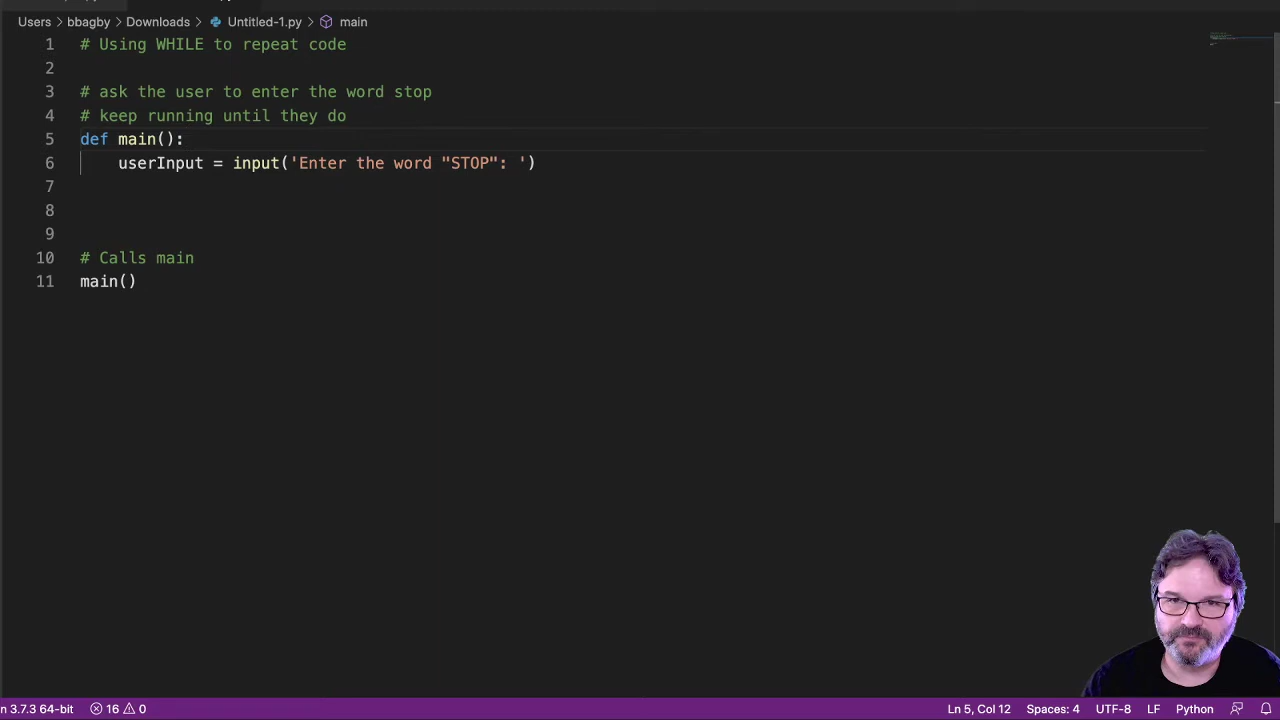 Users > bbagby > Downloads > Untitled-1.py > main
1 # Using WHILE to repeat code
2
3 # ask the user to enter the word stop
4 # keep running until they do
5 def main():
6 userInput = input('Enter the word "STOP": ')
7
8
9
10 # Calls main
11 main()
n 3.7.3 64-bit 16 0 Ln 5, Col 12 Spaces: 4 UTF-8 LF Python